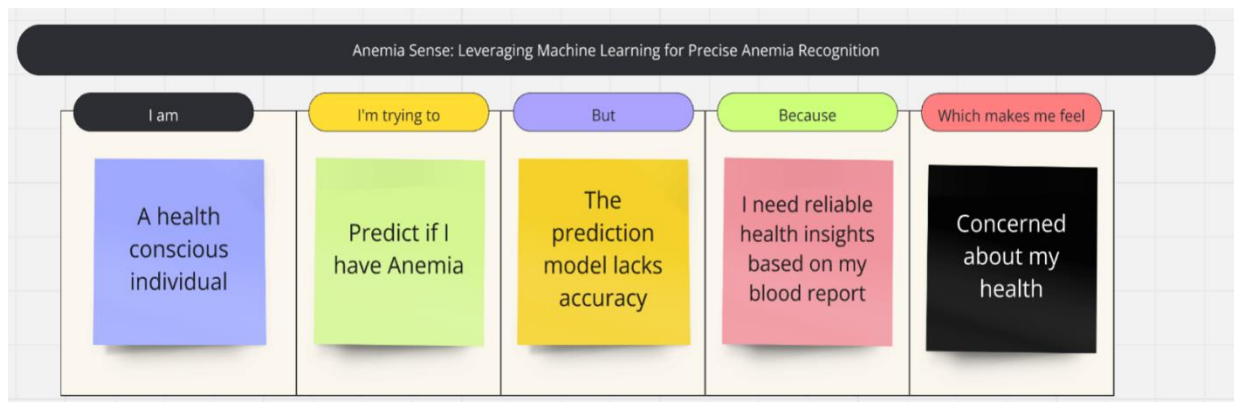 Anemia Sense: Leveraging Machine Learning for Precise Anemia Recognition
I am
I'm trying to
But
Because
Which makes me feel
A health
conscious
individual
Predict if I
have Anemia
The
prediction
model lacks
accuracy
I need reliable
health insights
based on my
blood report
Concerned
about my
health